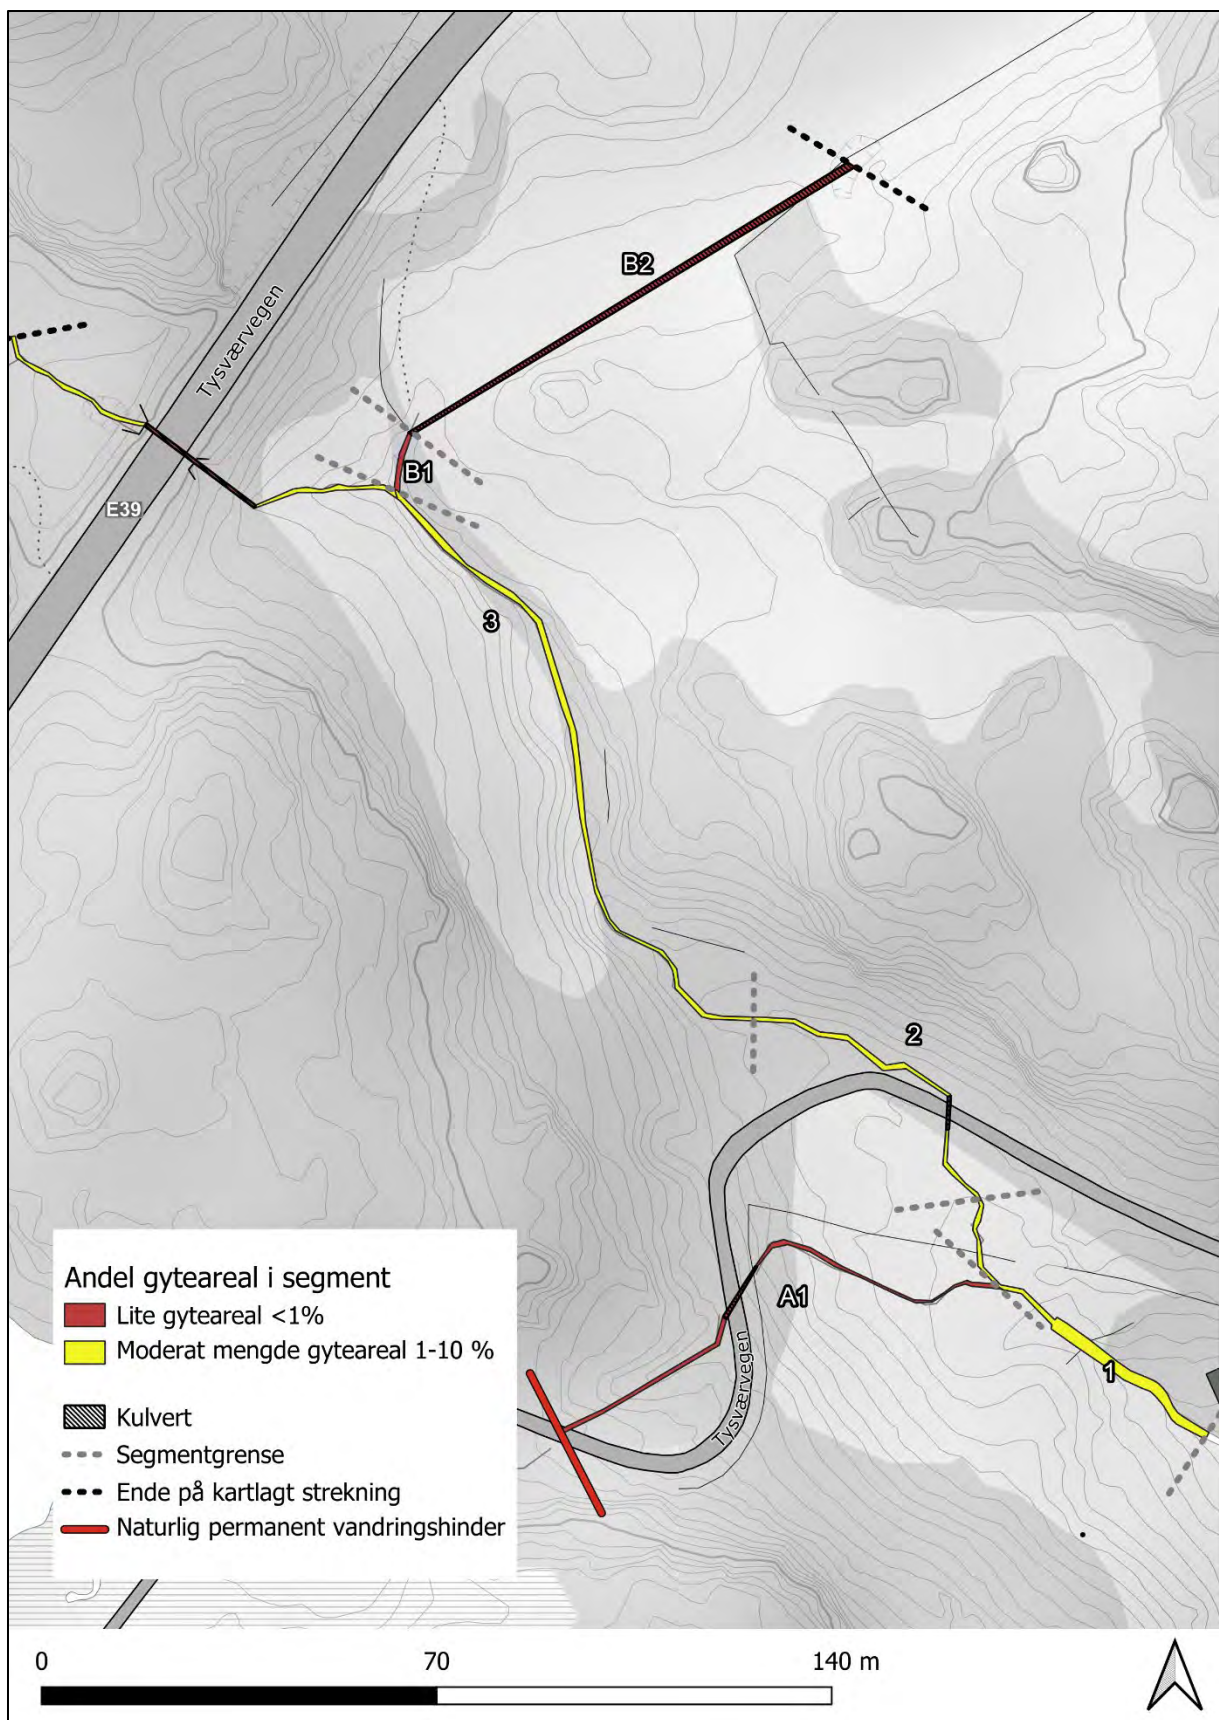 B2
Tysværvegen
B1
E39
3
2
A1
Tysværvegen
1
Andel gyteareal i segment
Lite gyteareal <1%
Moderat mengde gyteareal 1-10 %
Kulvert
Segmentgrense
Ende på kartlagt strekning
Naturlig permanent vandringshinder
0 70 140 m